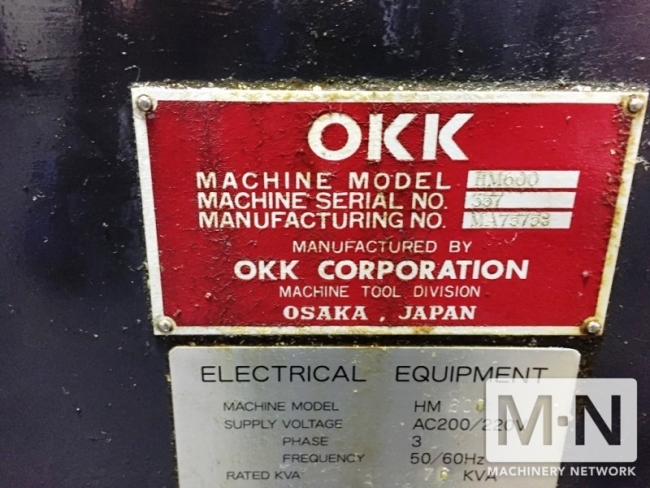 OKK
MACHINE MODEL HM600
MACHINE SERIAL NO. 337
MANUFACTURING NO.
MANUFACTURED BY
OKK CORPORATION
MACHINE TOOL DIVISION
OSAKA , JAPAN
ELECTRICAL EQUIPMENT
MACHINE MODEL HM
SUPPLY VOLTAGE AC200/220V
PHASE 3
FREQUENCY 50/60Hz
RATED KVA KVA
M·N
MACHINERY NETWORK